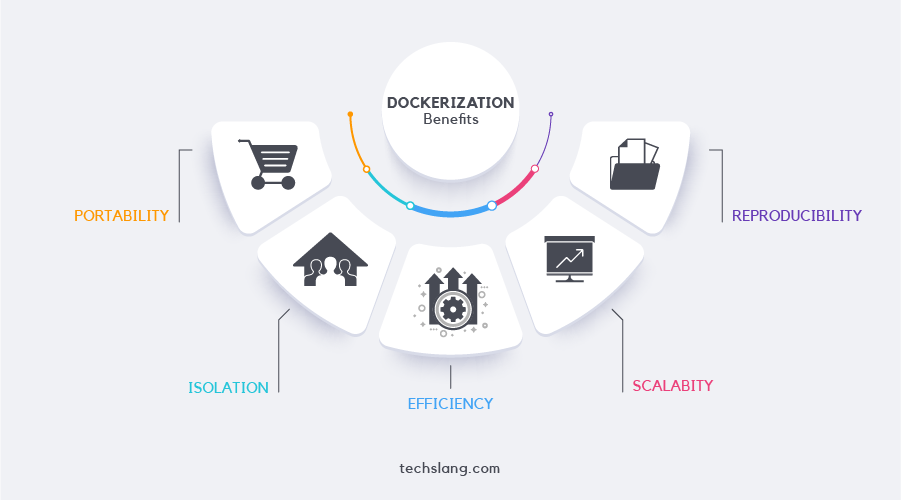 DOCKERIZATION
Benefits
PORTABILITY
REPRODUCIBILITY
ISOLATION
SCALABITY
EFFICIENCY
techslang.com